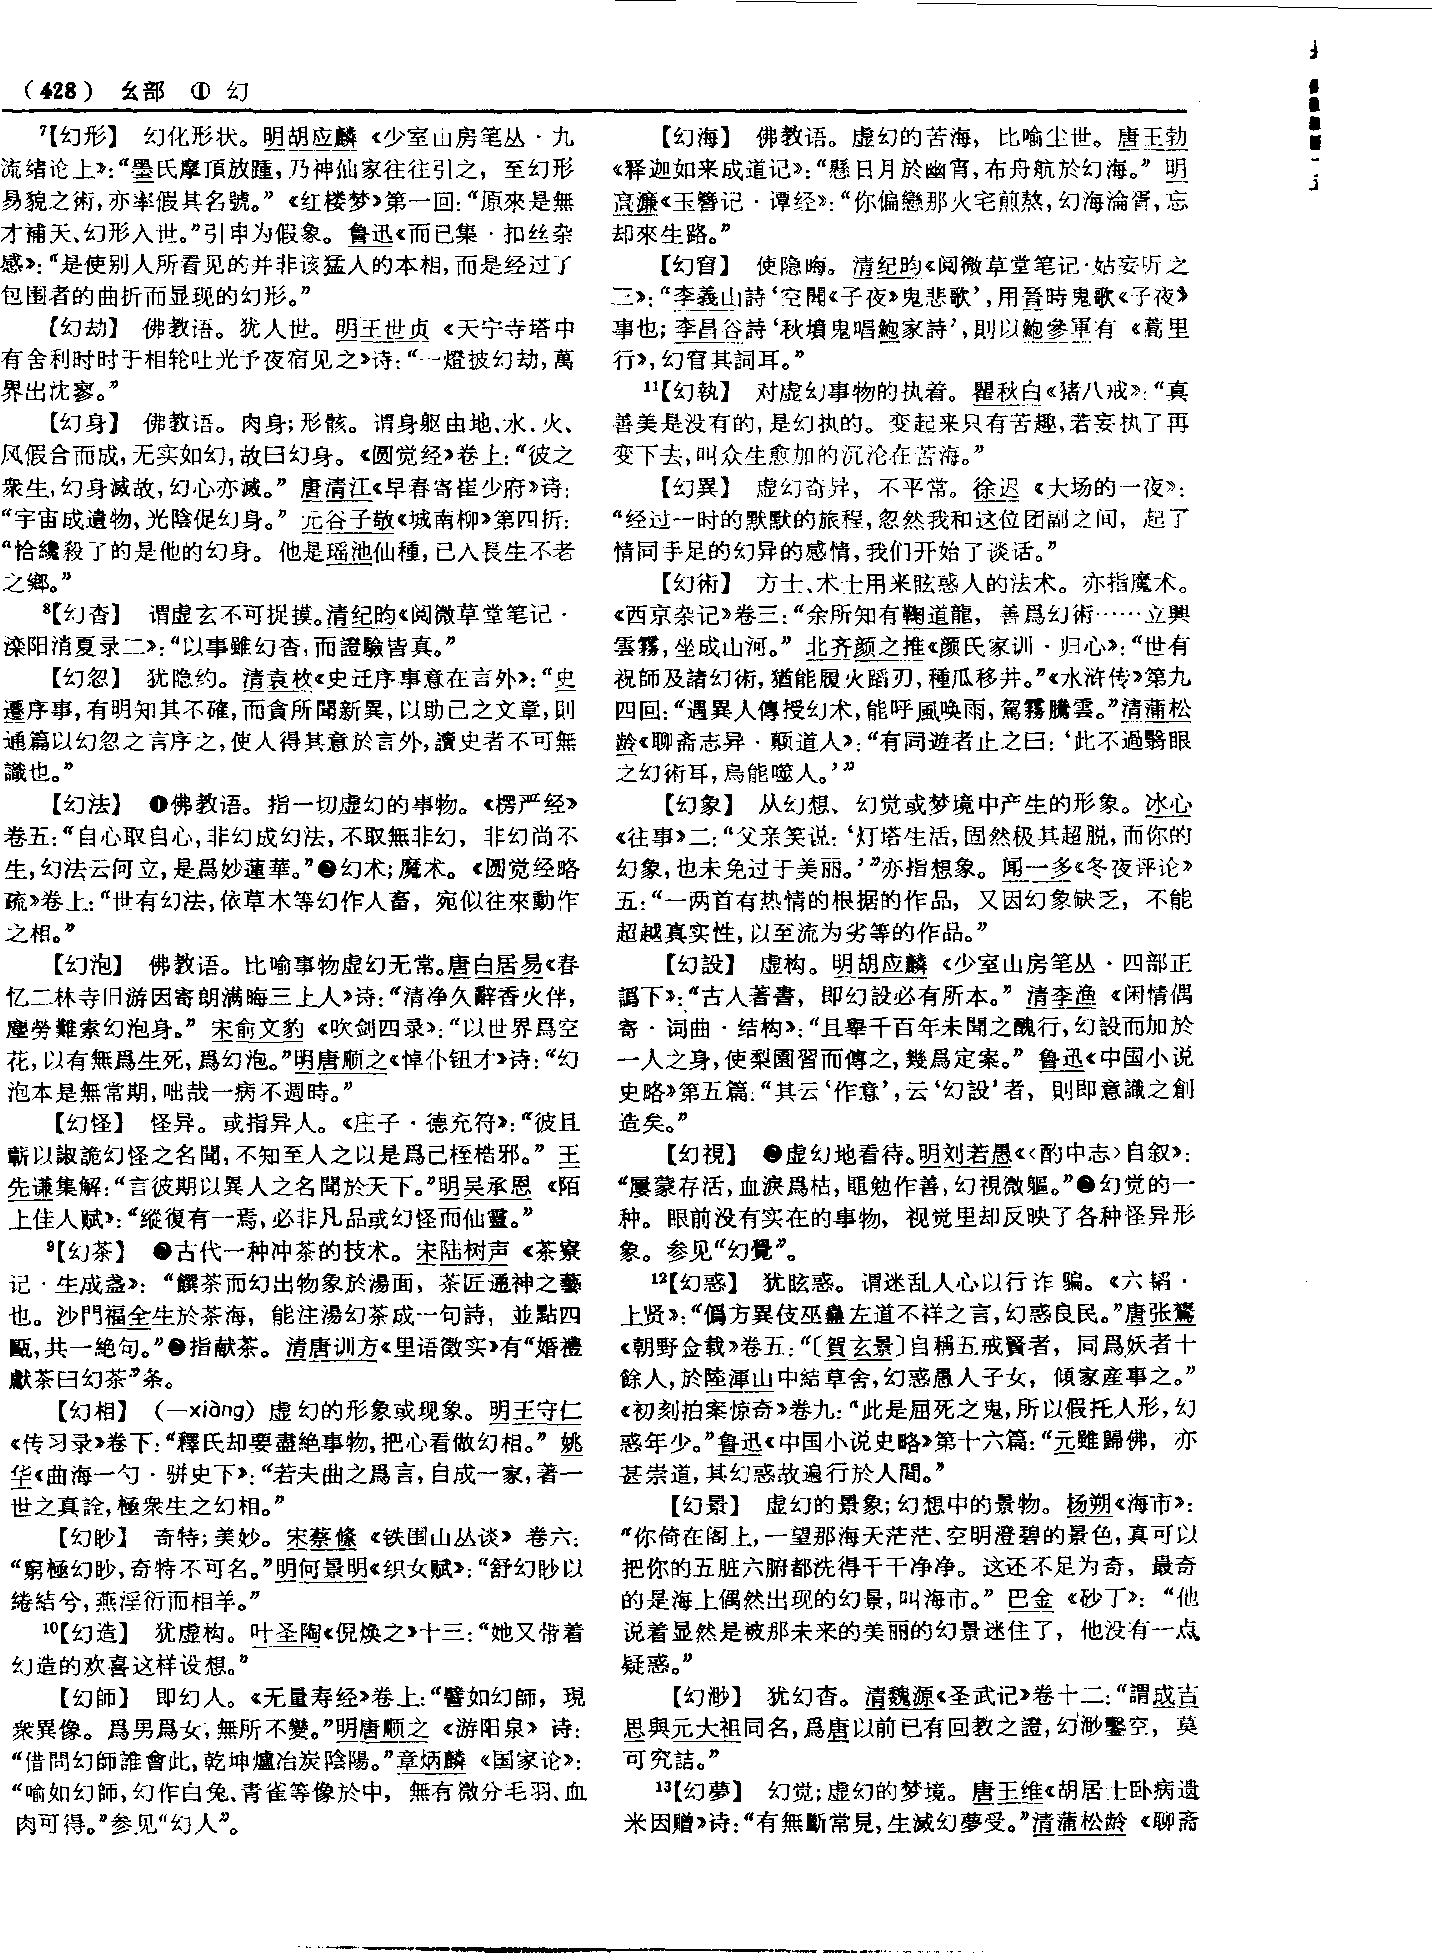 （428） 幺部 ① 幻
7【幻形】 幻化形状。明胡应麟《少室山房笔丛·九
流绪论上》：“墨氏摩頂放踵，乃神仙家往往引之，至幻形
易貌之術，亦率假其名號。”《红楼梦》第一回：“原來是無
才補天、幻形入世。”引申为假象。鲁迅《而已集·扣丝杂
感》：“是使别人所看见的并非该猛人的本相，而是经过了
包围者的曲折而显现的幻形。”
【幻劫】 佛教语。犹人世。明王世贞《天宁寺塔中
有舍利时时于相轮吐光予夜宿见之》诗：“一燈披幻劫，萬
界出沈寥。”
【幻身】 佛教语。肉身；形骸。谓身躯由地、水、火、
风假合而成，无实如幻，故曰幻身。《圆觉经》卷上：“彼之
衆生，幻身滅故，幻心亦滅。”唐清江《早春寄崔少府》诗：
“宇宙成遺物，光陰促幻身。”元谷子敬《城南柳》第四折：
“恰纔殺了的是他的幻身。他是瑶池仙種，已入長生不老
之鄉。”
8【幻杳】 谓虚玄不可捉摸。清纪昀《阅微草堂笔记·
滦阳消夏录二》：“以事雖幻杳，而證驗皆真。”
【幻忽】 犹隐约。清袁枚《史迁序事意在言外》：“史
遷序事，有明知其不確，而貪所聞新異，以助己之文章，則
通篇以幻忽之言序之，使人得其意於言外，讀史者不可無
識也。”
【幻法】 ❶佛教语。指一切虚幻的事物。《楞严经》
卷五：“自心取自心，非幻成幻法，不取無非幻，非幻尚不
生，幻法云何立，是爲妙蓮華。”❷幻术；魔术。《圆觉经略
疏》卷上：“世有幻法，依草木等幻作人畜，宛似往來動作
之相。”
【幻泡】 佛教语。比喻事物虚幻无常。唐白居易《春
忆二林寺旧游因寄朗满晦三上人》诗：“清净久辭香火伴，
塵勞難索幻泡身。”宋俞文豹《吹剑四录》：“以世界爲空
花，以有無爲生死，爲幻泡。”明唐顺之《悼仆钮才》诗：“幻
泡本是無常期，咄哉一病不週時。”
【幻怪】 怪异。或指异人。《庄子·德充符》：“彼且
蘄以諔詭幻怪之名聞，不知至人之以是爲己桎梏邪。”王
先谦集解：“言彼期以異人之名聞於天下。”明吴承恩《陌
上佳人赋》：“縱復有一焉，必非凡品或幻怪而仙靈。”
9【幻茶】 ❶古代一种冲茶的技术。宋陆树声《茶寮
记·生成盏》：“饌茶而幻出物象於湯面，茶匠通神之藝
也。沙門福全生於茶海，能注湯幻茶成一句詩，並點四
甌，共一絶句。”❷指献茶。清唐训方《里语徵实》有“婚禮
獻茶曰幻茶”条。
【幻相】 （—xiàng）虚幻的形象或现象。明王守仁
《传习录》卷下：“釋氏却要盡絶事物，把心看做幻相。”姚
华《曲海一勺·骈史下》：“若夫曲之爲言，自成一家，著一
世之真詮，極衆生之幻相。”
【幻眇】 奇特；美妙。宋蔡絛《铁围山丛谈》卷六：
“窮極幻眇，奇特不可名。”明何景明《织女赋》：“舒幻眇以
綣結兮，燕淫衍而相羊。”
10【幻造】 犹虚构。叶圣陶《倪焕之》十三：“她又带着
幻造的欢喜这样设想。”
【幻師】 即幻人。《无量寿经》卷上：“譬如幻師，現
衆異像。爲男爲女，無所不變。”明唐顺之《游阳泉》诗：
“借問幻師誰會此，乾坤爐冶炭陰陽。”章炳麟《国家论》：
“喻如幻師，幻作白兔、青雀等像於中，無有微分毛羽、血
肉可得。”参见“幻人”。
【幻海】 佛教语。虚幻的苦海，比喻尘世。唐王勃
《释迦如来成道记》：“懸日月於幽宵，布舟航於幻海。”明
高濂《玉簪记·谭经》：“你偏戀那火宅煎熬，幻海淪胥，忘
却來生路。”
【幻窅】 使隐晦。清纪昀《阅微草堂笔记·姑妄听之
三》：“李義山詩‘空聞《子夜》鬼悲歌’，用晉時鬼歌《子夜》
事也；李昌谷詩‘秋墳鬼唱鮑家詩’，則以鮑參軍有《蒿里
行》，幻窅其詞耳。”
11【幻執】 对虚幻事物的执着。瞿秋白《猪八戒》：“真
善美是没有的，是幻执的。变起来只有苦趣，若妄执了再
变下去，叫众生愈加的沉沦在苦海。”
【幻異】 虚幻奇异，不平常。徐迟《大场的一夜》：
“经过一时的默默的旅程，忽然我和这位团副之间，起了
情同手足的幻异的感情，我们开始了谈话。”
【幻術】 方士、术士用来眩惑人的法术。亦指魔术。
《西京杂记》卷三：“余所知有鞠道龍，善爲幻術……立興
雲霧，坐成山河。”北齐颜之推《颜氏家训·归心》：“世有
祝師及諸幻術，猶能履火蹈刃，種瓜移井。”《水浒传》第九
四回：“遇異人傳授幻术，能呼風唤雨，駕霧騰雲。”清蒲松
龄《聊斋志异·颠道人》：“有同遊者止之曰：‘此不過翳眼
之幻術耳，烏能噬人。’”
【幻象】 从幻想、幻觉或梦境中产生的形象。冰心
《往事》二：“父亲笑说：‘灯塔生活，固然极其超脱，而你的
幻象，也未免过于美丽。’”亦指想象。闻一多《冬夜评论》
五：“一两首有热情的根据的作品，又因幻象缺乏，不能
超越真实性，以至流为劣等的作品。”
【幻設】 虚构。明胡应麟《少室山房笔丛·四部正
譌下》：“古人著書，即幻設必有所本。”清李渔《闲情偶
寄·词曲·结构》：“且舉千百年未聞之醜行，幻設而加於
一人之身，使梨園習而傳之，幾爲定案。”鲁迅《中国小说
史略》第五篇：“其云‘作意’，云‘幻設’者，則即意識之創
造矣。”
【幻視】 ❶虚幻地看待。明刘若愚《〈酌中志〉自叙》：
“屢蒙存活，血淚爲枯，黽勉作善，幻視微軀。”❷幻觉的一
种。眼前没有实在的事物，视觉里却反映了各种怪异形
象。参见“幻覺”。
12【幻惑】 犹眩惑。谓迷乱人心以行诈骗。《六韬·
上贤》：“僞方異伎巫蠱左道不祥之言，幻惑良民。”唐张鷟
《朝野佥载》卷五：“〔賀玄景〕自稱五戒賢者，同爲妖者十
餘人，於陸渾山中結草舍，幻惑愚人子女，傾家産事之。”
《初刻拍案惊奇》卷九：“此是屈死之鬼，所以假托人形，幻
惑年少。”鲁迅《中国小说史略》第十六篇：“元雖歸佛，亦
甚崇道，其幻惑故遍行於人間。”
【幻景】 虚幻的景象；幻想中的景物。杨朔《海市》：
“你倚在阁上，一望那海天茫茫、空明澄碧的景色，真可以
把你的五脏六腑都洗得干干净净。这还不足为奇，最奇
的是海上偶然出现的幻景，叫海市。”巴金《砂丁》：“他
说着显然是被那未来的美丽的幻景迷住了，他没有一点
疑惑。”
【幻渺】 犹幻杳。清魏源《圣武记》卷十二：“謂成吉
思與元大祖同名，爲唐以前已有回教之證，幻渺鑿空，莫
可究詰。”
13【幻夢】 幻觉；虚幻的梦境。唐王维《胡居士卧病遗
米因赠》诗：“有無斷常見，生滅幻夢受。”清蒲松龄《聊斋